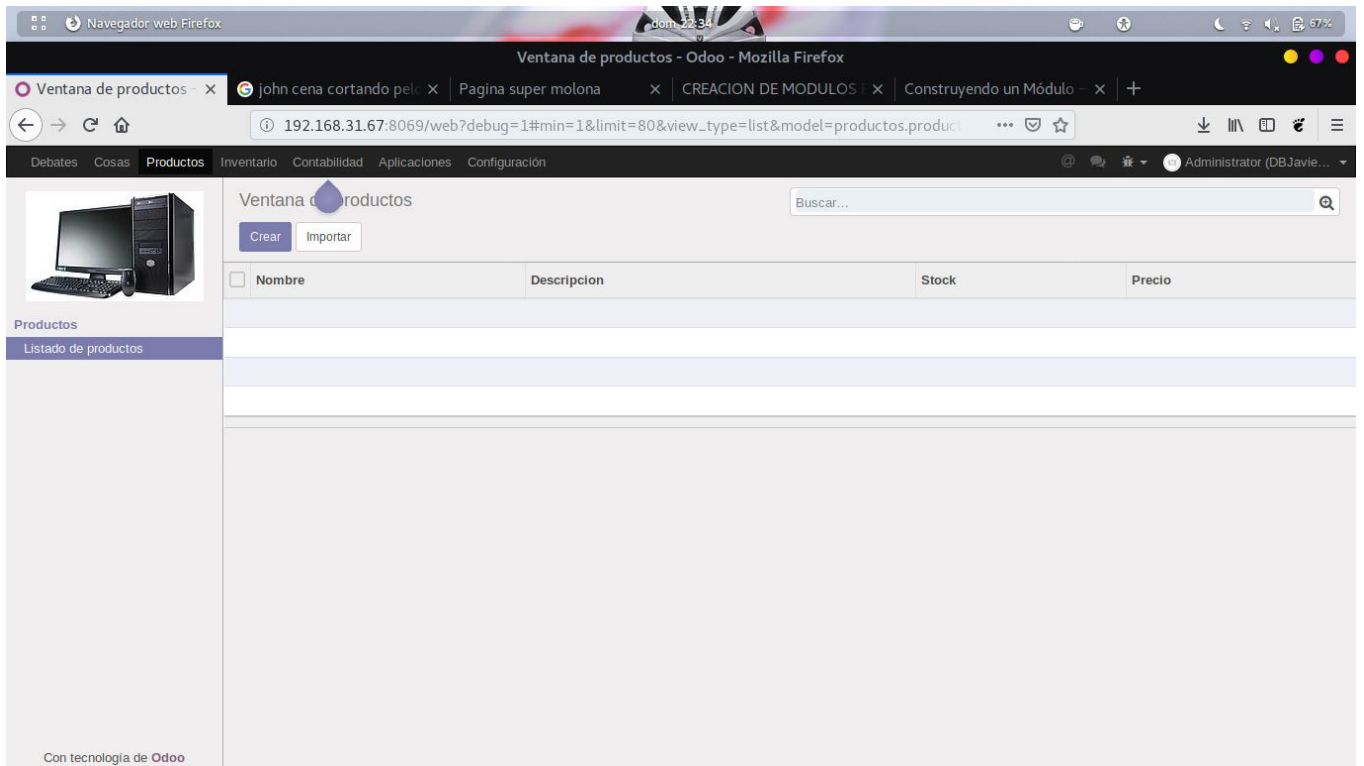 Navegador web Firefox dom 22:34 67%
Ventana de productos - Odoo - Mozilla Firefox
Ventana de productos - john cena cortando pelo Pagina super molona CREACION DE MODULOS Construyendo un Módulo –
192.168.31.67:8069/web?debug=1#min=1&limit=80&view_type=list&model=productos.product
Debates Cosas Productos Inventario Contabilidad Aplicaciones Configuración @ Administrator (DBJavie...
Ventana productos
Buscar...
Crear Importar
Nombre Descripcion Stock Precio
Productos
Listado de productos
Con tecnología de Odoo